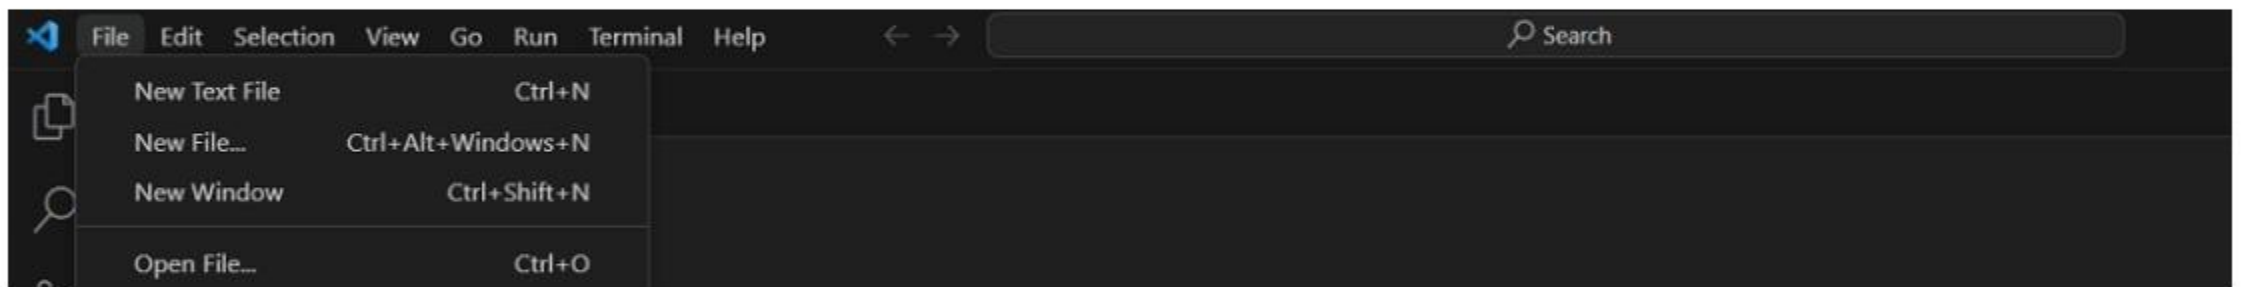 File Edit Selection View Go Run Terminal Help Search
New Text File Ctrl+N
New File... Ctrl+Alt+Windows+N
New Window Ctrl+Shift+N
Open File... Ctrl+O